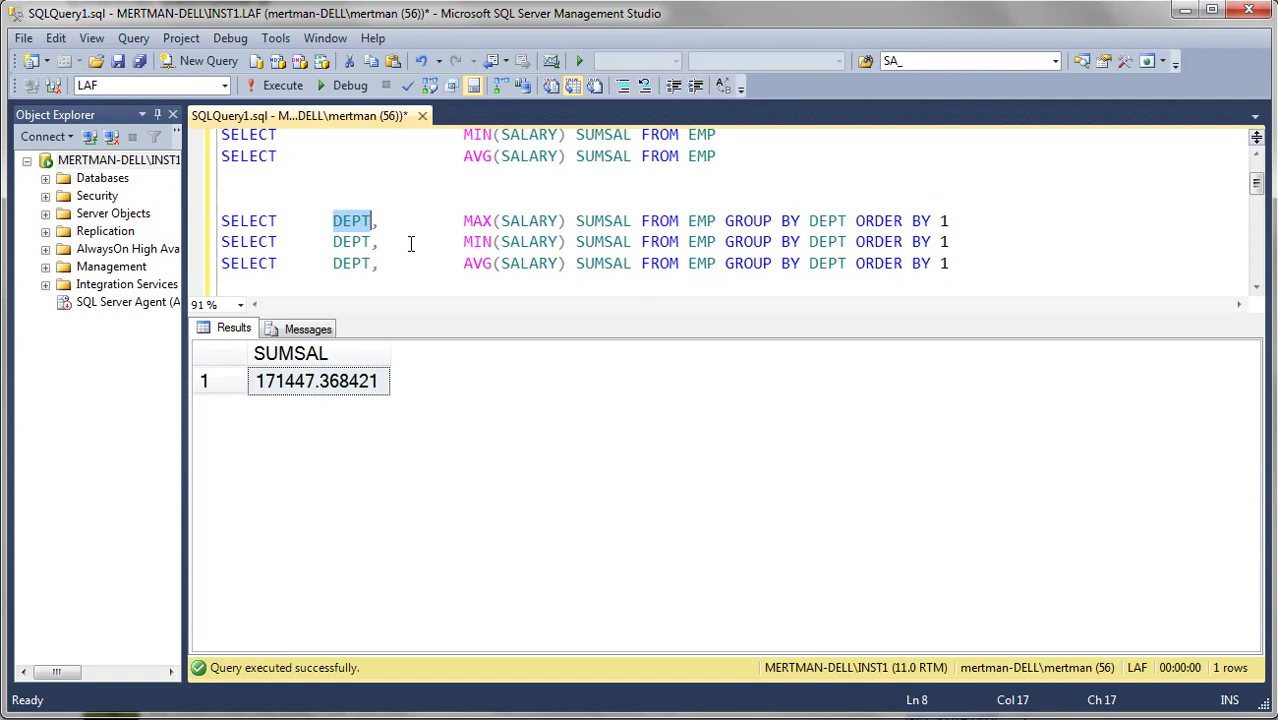 SQLQuery1.sql - MERTMAN-DELL\INST1.LAF (mertman-DELL\mertman (56))* - Microsoft SQL Server Management Studio
File Edit View Query Project Debug Tools Window Help
New Query SA_
LAF Execute Debug
Object Explorer
Connect
MERTMAN-DELL\INST1
Databases
Security
Server Objects
Replication
AlwaysOn High Ava
Management
Integration Services
SQL Server Agent (A
SQLQuery1.sql - M...DELL\mertman (56))*
SELECT MIN(SALARY) SUMSAL FROM EMP
SELECT AVG(SALARY) SUMSAL FROM EMP
SELECT DEPT, MAX(SALARY) SUMSAL FROM EMP GROUP BY DEPT ORDER BY 1
SELECT DEPT, MIN(SALARY) SUMSAL FROM EMP GROUP BY DEPT ORDER BY 1
SELECT DEPT, AVG(SALARY) SUMSAL FROM EMP GROUP BY DEPT ORDER BY 1
91 %
Results Messages
SUMSAL
1 171447.368421
Query executed successfully. MERTMAN-DELL\INST1 (11.0 RTM) mertman-DELL\mertman (56) LAF 00:00:00 1 rows
Ready Ln 8 Col 17 Ch 17 INS